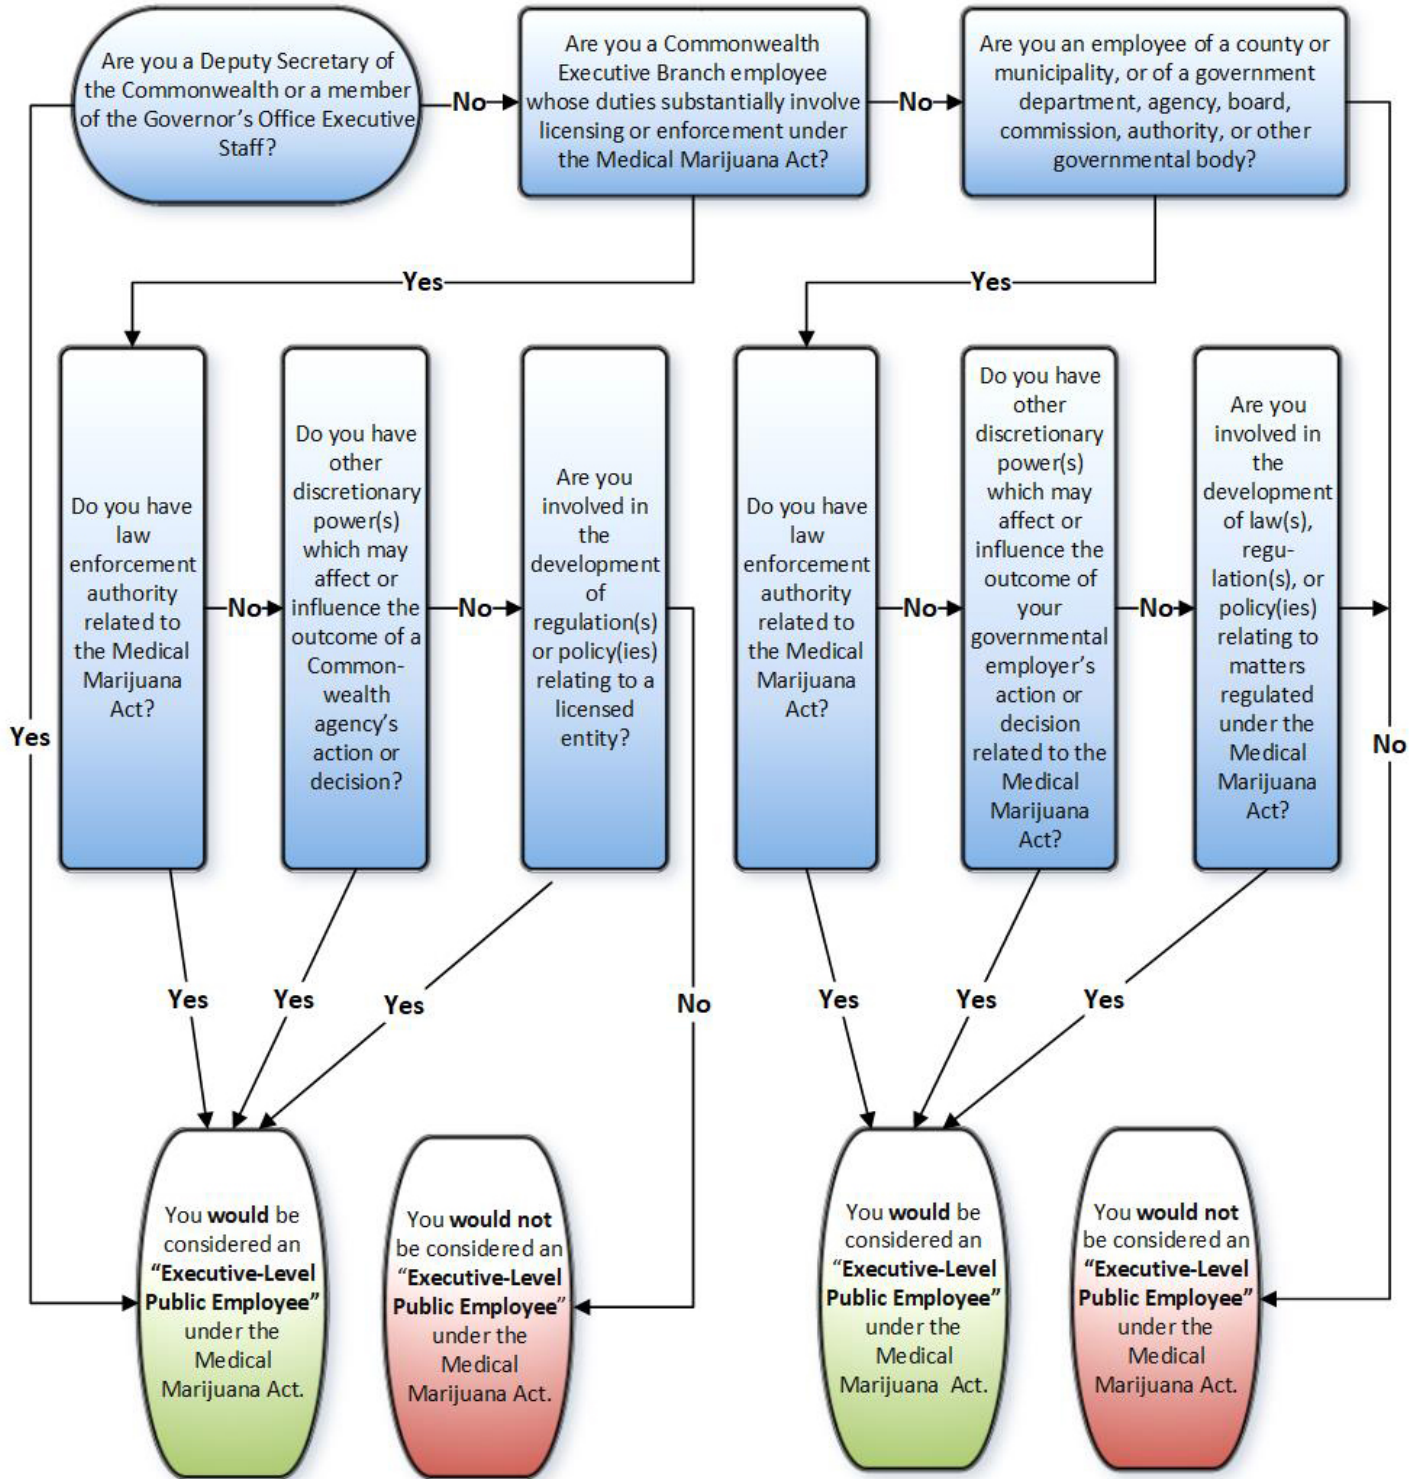 Are you a Deputy Secretary of
the Commonwealth or a member
of the Governor's Office Executive
Staff?
No
Are you a Commonwealth
Executive Branch employee
whose duties substantially involve
licensing or enforcement under
the Medical Marijuana Act?
No
Are you an employee of a county or
municipality, or of a government
department, agency, board,
commission, authority, or other
governmental body?
Yes
Yes
Do you have
law
enforcement
authority
related to
the Medical
Marijuana
Act?
No
Do you have
other
discretionary
power(s)
which may
affect or
influence the
outcome of a
Common-
wealth
agency's
action or
decision?
No
Are you
involved in
the
development
of
regulation(s)
or policy(ies)
relating to a
licensed
entity?
Do you have
law
enforcement
authority
related to
the Medical
Marijuana
Act?
No
Do you have
other
discretionary
power(s)
which may
affect or
influence the
outcome of
your
governmental
employer's
action or
decision
related to the
Medical
Marijuana
Act?
No
Are you
involved in
the
development
of law(s),
regu-
lation(s), or
policy(ies)
relating to
matters
regulated
under the
Medical
Marijuana
Act?
Yes
No
Yes
Yes
Yes
No
Yes
Yes
Yes
You would be
considered an
"Executive-Level
Public Employee"
under the
Medical
Marijuana Act.
You would not
be considered an
"Executive-Level
Public Employee"
under the
Medical
Marijuana Act.
You would be
considered an
"Executive-Level
Public Employee"
under the
Medical
Marijuana Act.
You would not
be considered an
"Executive-Level
Public Employee"
under the
Medical
Marijuana Act.